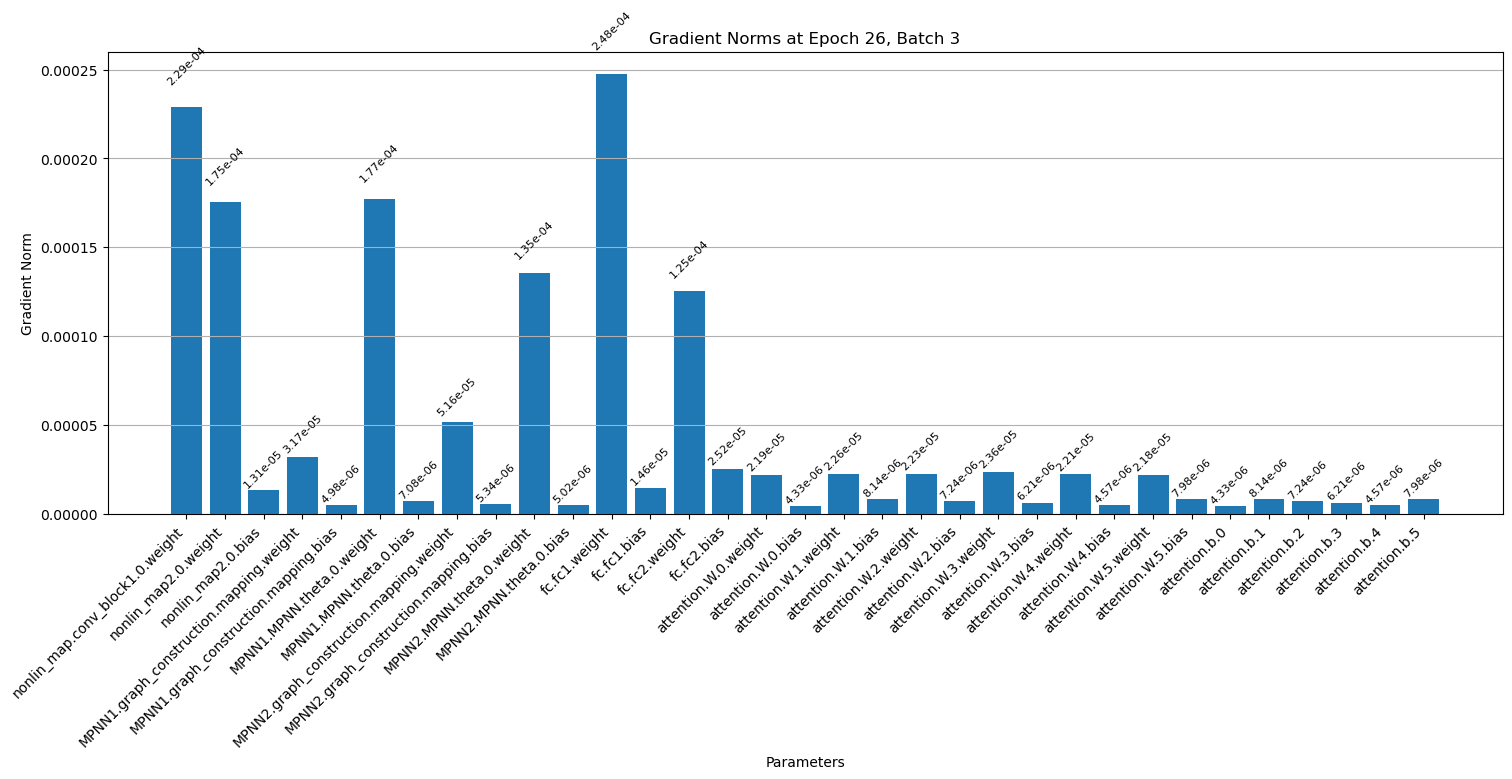 Gradient Norms at Epoch 26, Batch 3
Gradient Norm
0.00025
0.00020
0.00015
0.00010
0.00005
0.00000
2.29e-04
1.75e-04
1.31e-05
3.17e-05
4.98e-06
1.77e-04
7.08e-06
5.16e-05
5.34e-06
1.35e-04
5.02e-06
2.48e-04
1.46e-05
1.25e-04
2.52e-05
2.19e-05
4.33e-06
2.26e-05
8.14e-06
2.23e-05
7.24e-06
2.36e-05
6.21e-06
2.21e-05
4.57e-06
2.18e-05
7.98e-06
4.33e-06
8.14e-06
7.24e-06
6.21e-06
4.57e-06
7.98e-06
nonlin_map.conv_block1.0.weight
nonlin_map2.0.weight
nonlin_map2.0.bias
MPNN1.graph_construction.mapping.weight
MPNN1.graph_construction.mapping.bias
MPNN1.MPNN.theta.0.weight
MPNN1.MPNN.theta.0.bias
MPNN2.graph_construction.mapping.weight
MPNN2.graph_construction.mapping.bias
MPNN2.MPNN.theta.0.weight
MPNN2.MPNN.theta.0.bias
fc.fc1.weight
fc.fc1.bias
fc.fc2.weight
fc.fc2.bias
attention.W.0.weight
attention.W.0.bias
attention.W.1.weight
attention.W.1.bias
attention.W.2.weight
attention.W.2.bias
attention.W.3.weight
attention.W.3.bias
attention.W.4.weight
attention.W.4.bias
attention.W.5.weight
attention.W.5.bias
attention.b.0
attention.b.1
attention.b.2
attention.b.3
attention.b.4
attention.b.5
Parameters